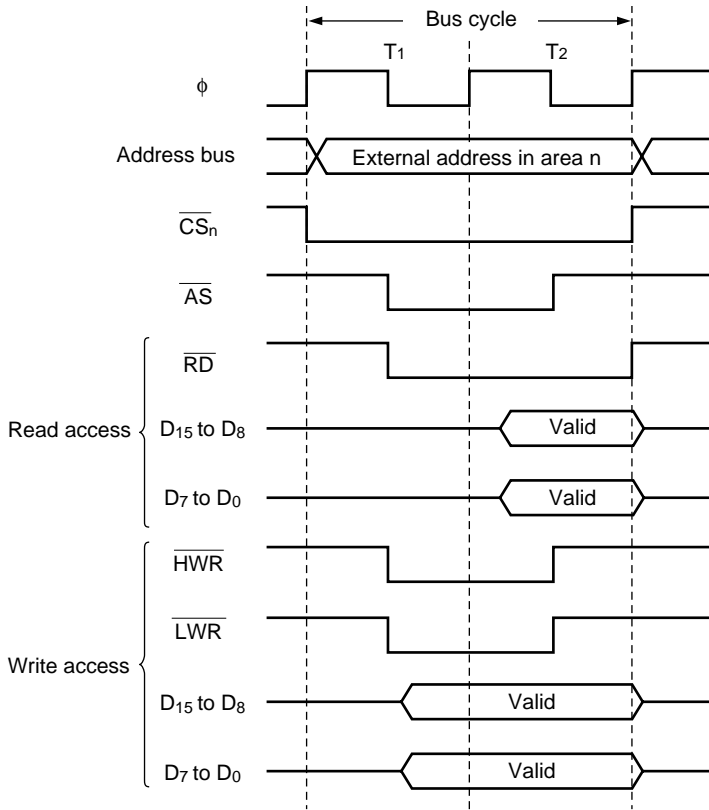 Bus cycle
T1 T2
ϕ
Address bus External address in area n
CSn
AS
RD
Read access
D15 to D8 Valid
D7 to D0 Valid
HWR
LWR
Write access
D15 to D8 Valid
D7 to D0 Valid